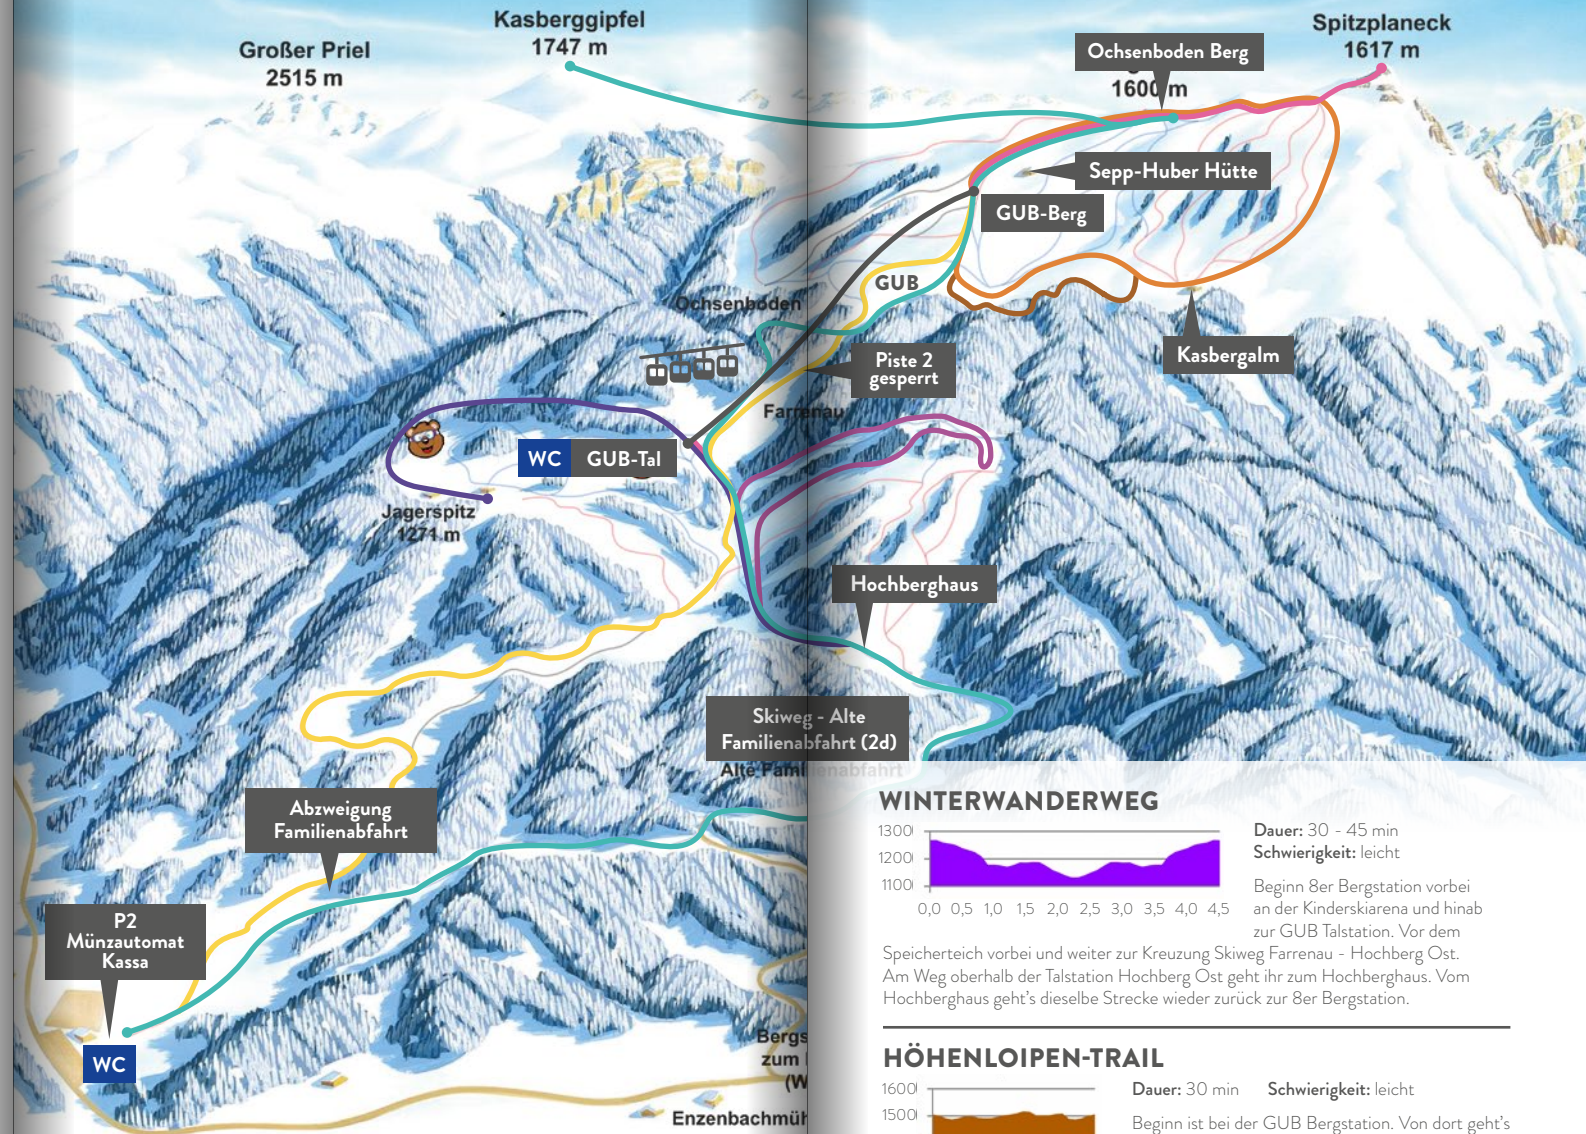 Kasberggipfel
1747 m
Großer Priel
2515 m
Spitzplaneck
1617 m
Ochsenboden Berg
1600 m
Sepp-Huber Hütte
GUB-Berg
GUB
Ochsenboden
Kasbergalm
Piste 2
gesperrt
Farrenau
WC GUB-Tal
Jagerspitz
1271 m
Hochberghaus
Skiweg - Alte
Familienabfahrt (2d)
Alte Familienabfahrt
Abzweigung
Familienabfahrt
P2
Münzautomat
Kassa
WC
Bergs
zum
(W
Enzenbachmüh
WINTERWANDERWEG
1300
1200
1100
0,0 0,5 1,0 1,5 2,0 2,5 3,0 3,5 4,0 4,5
Dauer: 30 - 45 min
Schwierigkeit: leicht
Beginn 8er Bergstation vorbei
an der Kinderskiarena und hinab
zur GUB Talstation. Vor dem
Speicherteich vorbei und weiter zur Kreuzung Skiweg Farrenau - Hochberg Ost.
Am Weg oberhalb der Talstation Hochberg Ost geht ihr zum Hochberghaus. Vom
Hochberghaus geht's dieselbe Strecke wieder zurück zur 8er Bergstation.
HÖHENLOIPEN-TRAIL
1600
1500
Dauer: 30 min Schwierigkeit: leicht
Beginn ist bei der GUB Bergstation. Von dort geht's